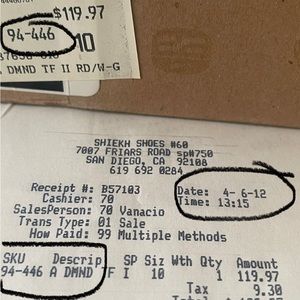 $119.97
94-446
10
A DMND TF II RD/W-G
SHIEKH SHOES #60
7007 FRIARS ROAD sp#750
SAN DIEGO, CA 92108
619 692 0284
Receipt #: B57103
Date: 4- 6-12
Cashier: 70
Time: 13:15
SalesPerson: 70 Vanacio
Trans Type: 01 Sale
How Paid: 99 Multiple Methods
SKU Descrip SP Siz Wth Qty Amount
94-446 A DMND TF I 10 1 119.97
Tax 9.30